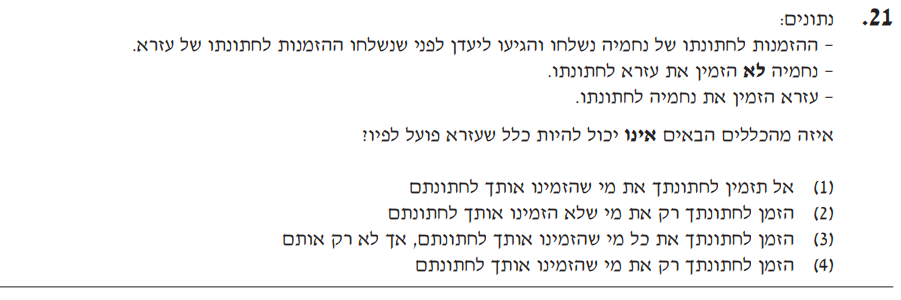 21. נתונים:
– ההזמנות לחתונתו של נחמיה נשלחו והגיעו ליעדן לפני שנשלחו ההזמנות לחתונתו של עזרא.
– נחמיה לא הזמין את עזרא לחתונתו.
– עזרא הזמין את נחמיה לחתונתו.
איזה מהכללים הבאים אינו יכול להיות כלל שעזרא פועל לפיו?
(1) אל תזמין לחתונתך את מי שהזמינו אותך לחתונתם
(2) הזמן לחתונתך רק את מי שלא הזמינו אותך לחתונתם
(3) הזמן לחתונתך את כל מי שהזמינו אותך לחתונתם, אך לא רק אותם
(4) הזמן לחתונתך רק את מי שהזמינו אותך לחתונתם